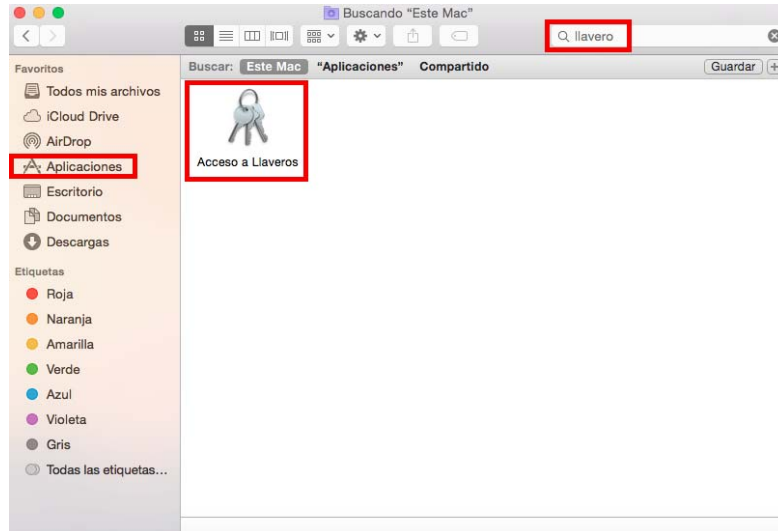 Buscando “Este Mac”
llavero
Favoritos
Todos mis archivos
iCloud Drive
AirDrop
Aplicaciones
Escritorio
Documentos
Descargas
Etiquetas
Roja
Naranja
Amarilla
Verde
Azul
Violeta
Gris
Todas las etiquetas...
Buscar: Este Mac “Aplicaciones” Compartido Guardar +
Acceso a Llaveros